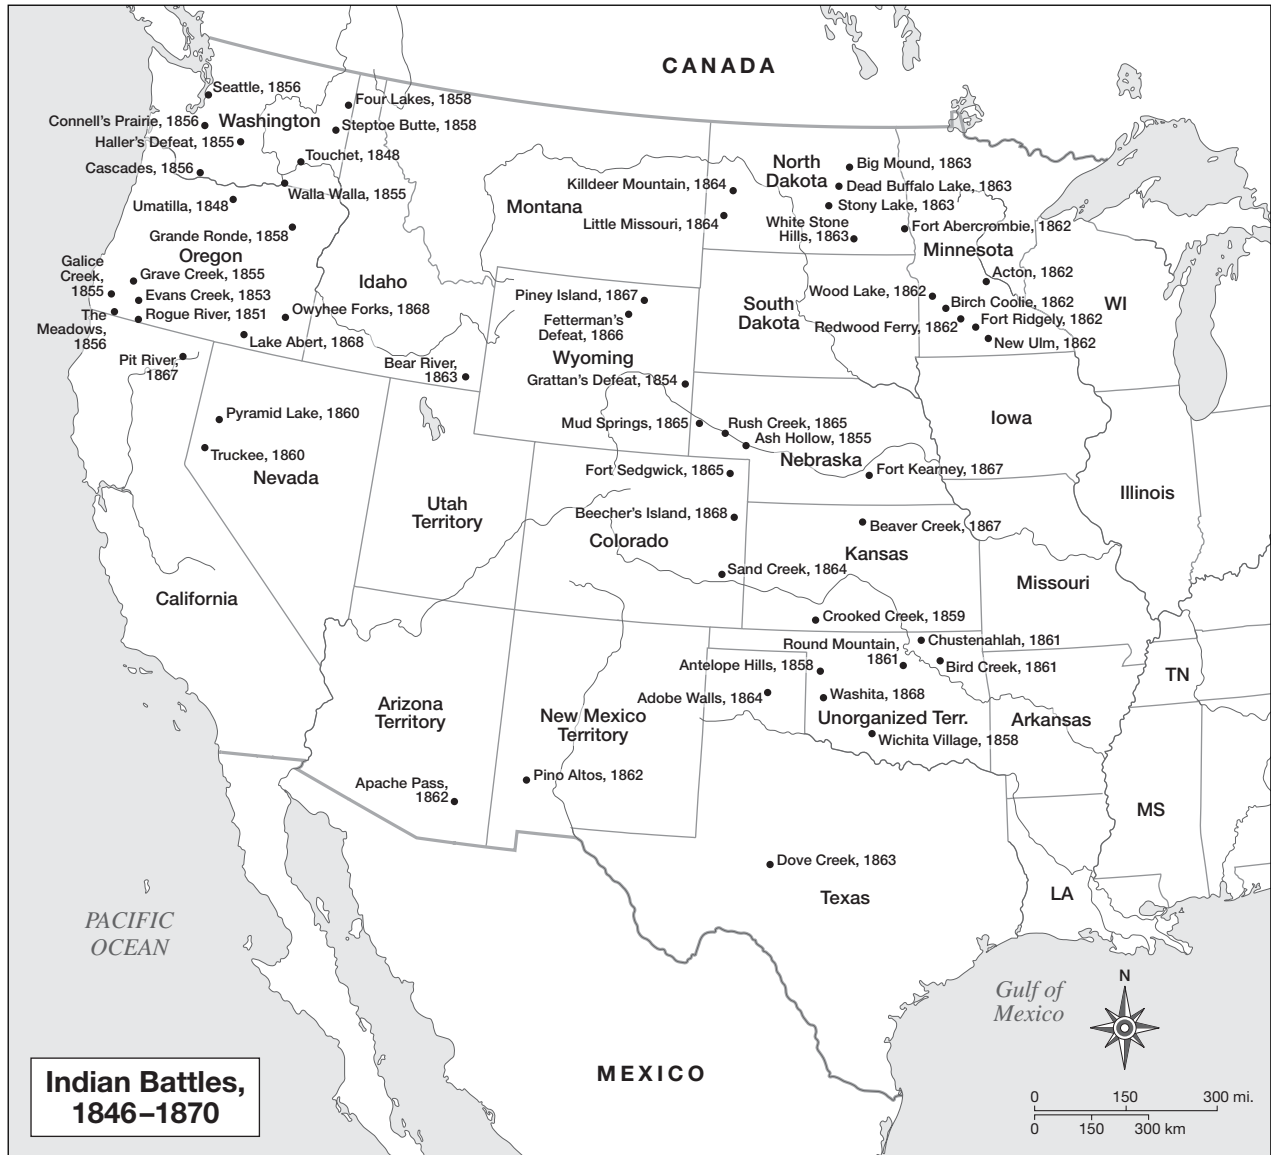 CANADA
Seattle, 1856
Four Lakes, 1858
Connell's Prairie, 1856
Washington
Steptoe Butte, 1858
Haller's Defeat, 1855
Touchet, 1848
Cascades, 1856
Walla Walla, 1855
Umatilla, 1848
Grande Ronde, 1858
Oregon
Galice
Creek,
1855
Grave Creek, 1855
Evans Creek, 1853
Rogue River, 1851
The
Meadows,
1856
Owyhee Forks, 1868
Lake Abert, 1868
Pit River,
1867
Idaho
Bear River,
1863
Montana
Killdeer Mountain, 1864
Little Missouri, 1864
North
Dakota
Big Mound, 1863
Dead Buffalo Lake, 1863
Stony Lake, 1863
White Stone
Hills, 1863
Fort Abercrombie, 1862
Minnesota
Acton, 1862
Wood Lake, 1862
Birch Coolie, 1862
Fort Ridgely, 1862
Redwood Ferry, 1862
New Ulm, 1862
WI
South
Dakota
Piney Island, 1867
Fetterman's
Defeat, 1866
Wyoming
Grattan's Defeat, 1854
Mud Springs, 1865
Rush Creek, 1865
Ash Hollow, 1855
Nebraska
Fort Kearney, 1867
Iowa
Pyramid Lake, 1860
Truckee, 1860
Nevada
Utah
Territory
Fort Sedgwick, 1865
Beecher's Island, 1868
Colorado
Sand Creek, 1864
Beaver Creek, 1867
Kansas
Illinois
Missouri
California
Crooked Creek, 1859
Round Mountain,
1861
Chustenahlah, 1861
Bird Creek, 1861
Antelope Hills, 1858
Adobe Walls, 1864
Washita, 1868
Unorganized Terr.
Wichita Village, 1858
TN
Arkansas
Arizona
Territory
New Mexico
Territory
Apache Pass,
1862
Pino Altos, 1862
MS
Dove Creek, 1863
Texas
LA
PACIFIC
OCEAN
Gulf of
Mexico
N
MEXICO
Indian Battles,
1846–1870
0 150 300 mi.
0 150 300 km